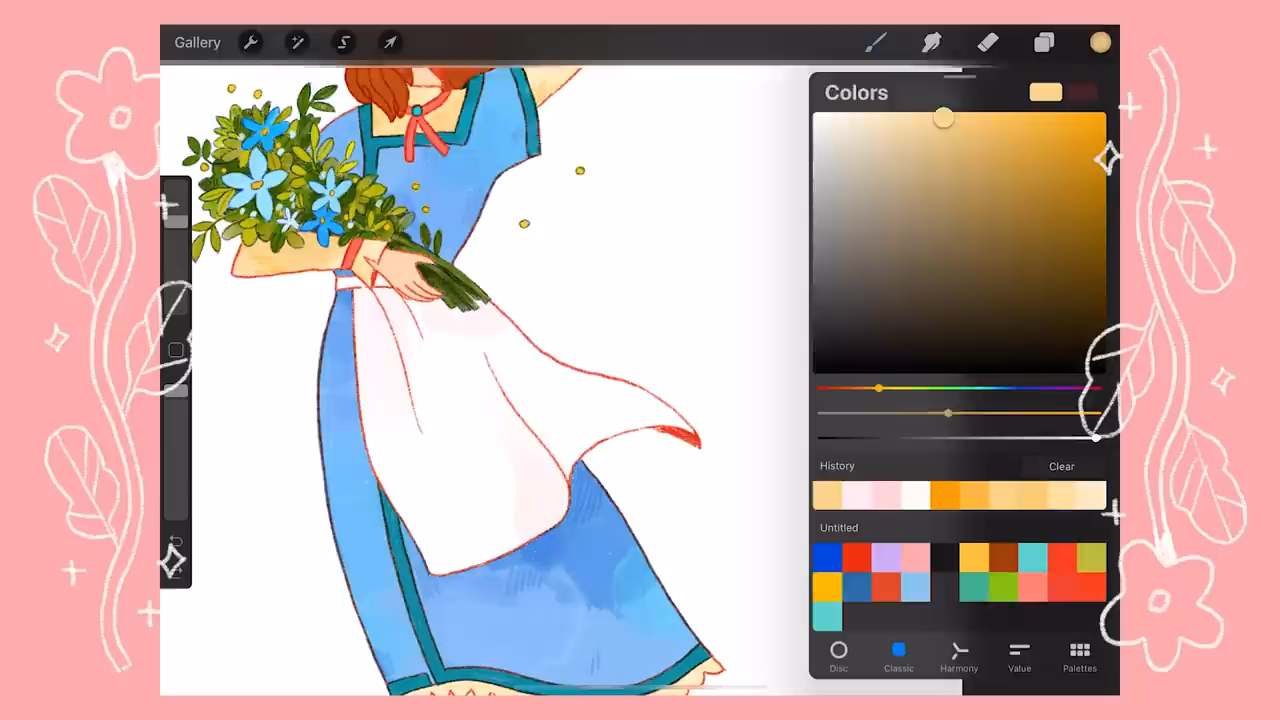 Gallery
Colors
History
Clear
Untitled
Disc
Classic
Harmony
Value
Palettes